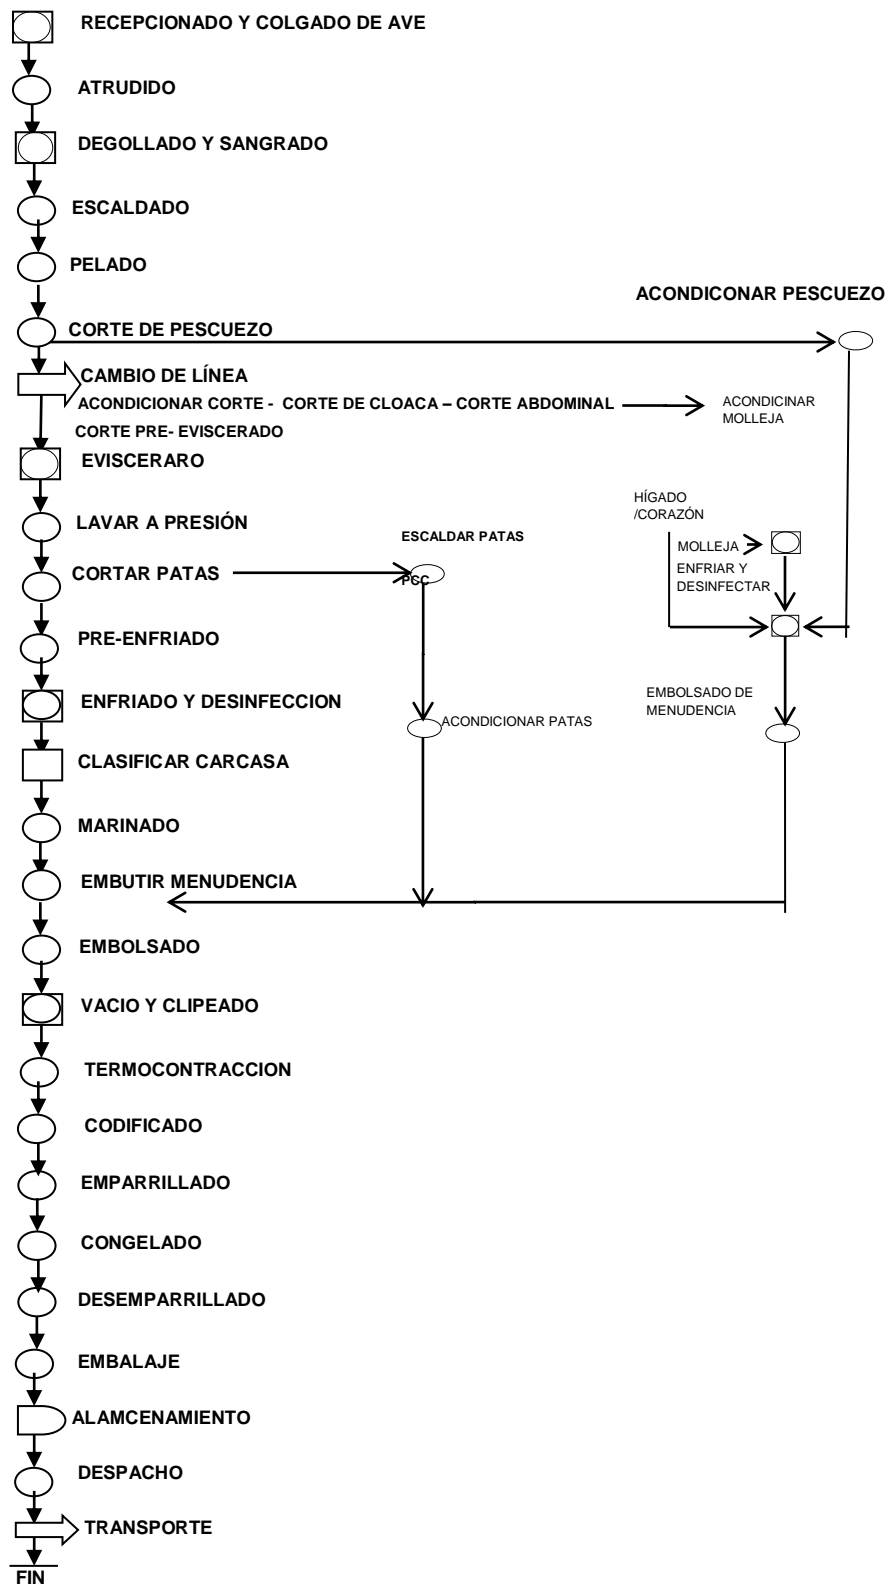 RECEPCIONADO Y COLGADO DE AVE
ATRUDIDO
DEGOLLADO Y SANGRADO
ESCALDADO
PELADO
ACONDICONAR PESCUEZO
CORTE DE PESCUEZO
CAMBIO DE LÍNEA
ACONDICIONAR CORTE - CORTE DE CLOACA – CORTE ABDOMINAL
ACONDICINAR
MOLLEJA
CORTE PRE- EVISCERADO
EVISCERARO
HÍGADO
/CORAZÓN
LAVAR A PRESIÓN
ESCALDAR PATAS
MOLLEJA
ENFRIAR Y
DESINFECTAR
CORTAR PATAS
PCC
PRE-ENFRIADO
ENFRIADO Y DESINFECCION
EMBOLSADO DE
MENUDENCIA
ACONDICIONAR PATAS
CLASIFICAR CARCASA
MARINADO
EMBUTIR MENUDENCIA
EMBOLSADO
VACIO Y CLIPEADO
TERMOCONTRACCION
CODIFICADO
EMPARRILLADO
CONGELADO
DESEMPARRILLADO
EMBALAJE
ALAMCENAMIENTO
DESPACHO
TRANSPORTE
FIN